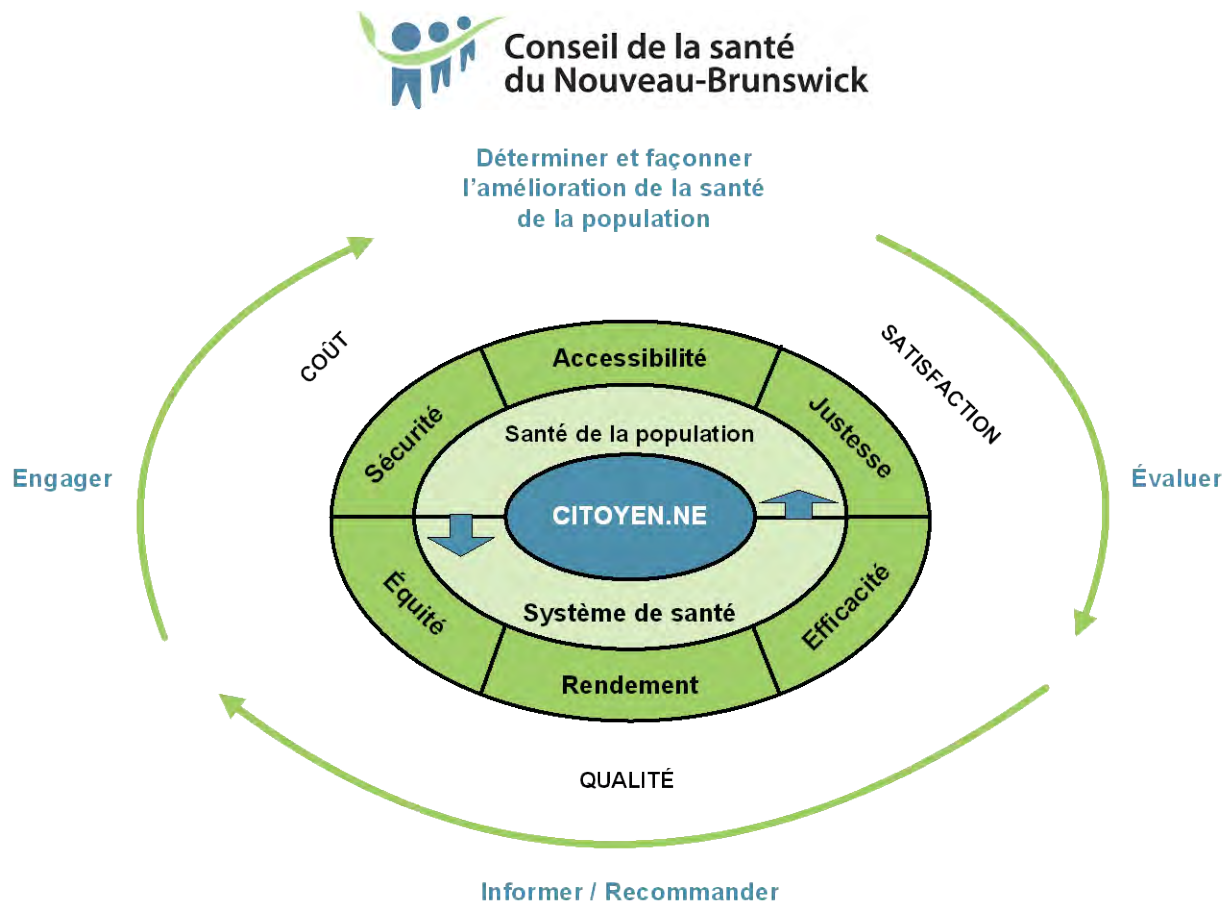 Conseil de la santé
du Nouveau-Brunswick
Déterminer et façonner
l'amélioration de la santé
de la population
COÛT
SATISFACTION
Accessibilité
Sécurité
Justesse
Santé de la population
Engager
CITOYEN.NE
Évaluer
Équité
Système de santé
Efficacité
Rendement
QUALITÉ
Informer / Recommander